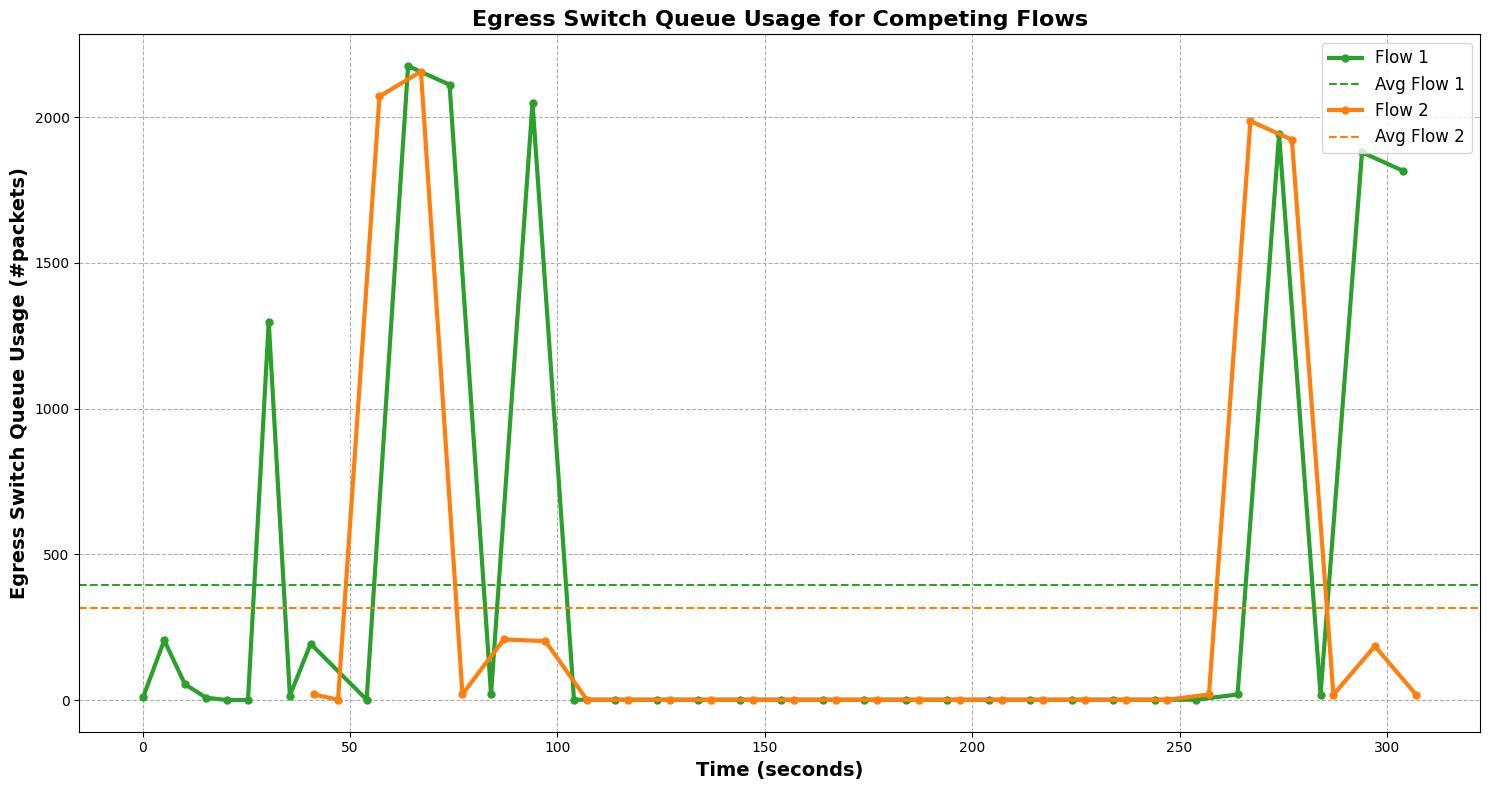 Egress Switch Queue Usage for Competing Flows
Egress Switch Queue Usage (#packets)
2000
1500
1000
500
0
Flow 1
Avg Flow 1
Flow 2
Avg Flow 2
0 50 100 150 200 250 300
Time (seconds)